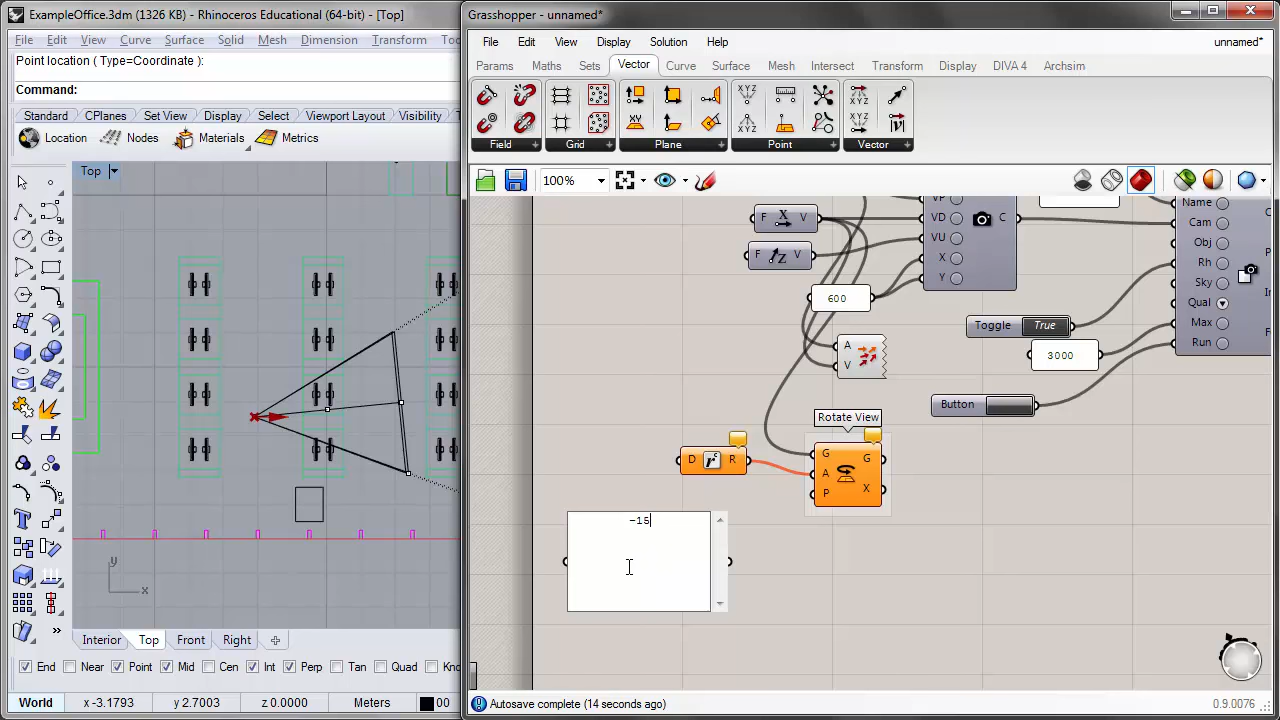 ExampleOffice.3dm (1326 KB) - Rhinoceros Educational (64-bit) - [Top]
File Edit View Curve Surface Solid Mesh Dimension Transform
Point location ( Type=Coordinate ):
Command:
Standard CPlanes Set View Display Select Viewport Layout Visibility
Location Nodes Materials Metrics
Top
y
x
Interior Top Front Right
End Near Point Mid Cen Int Perp Tan Quad
World x -3.1793 y 2.7003 z 0.0000 Meters 00
Grasshopper - unnamed*
File Edit View Display Solution Help unnamed*
Params Maths Sets Vector Curve Surface Mesh Intersect Transform Display DIVA 4 Archsim
Field Grid Plane Point Vector
100%
VP
F X V VD C
F Z V VU
X
Y
600
Name
Cam
Obj
Rh
Sky
Qual
Max
Run
Toggle True
3000
Button
A
V
Rotate View
D R
G G
A X
P
-15
Autosave complete (14 seconds ago) 0.9.0076